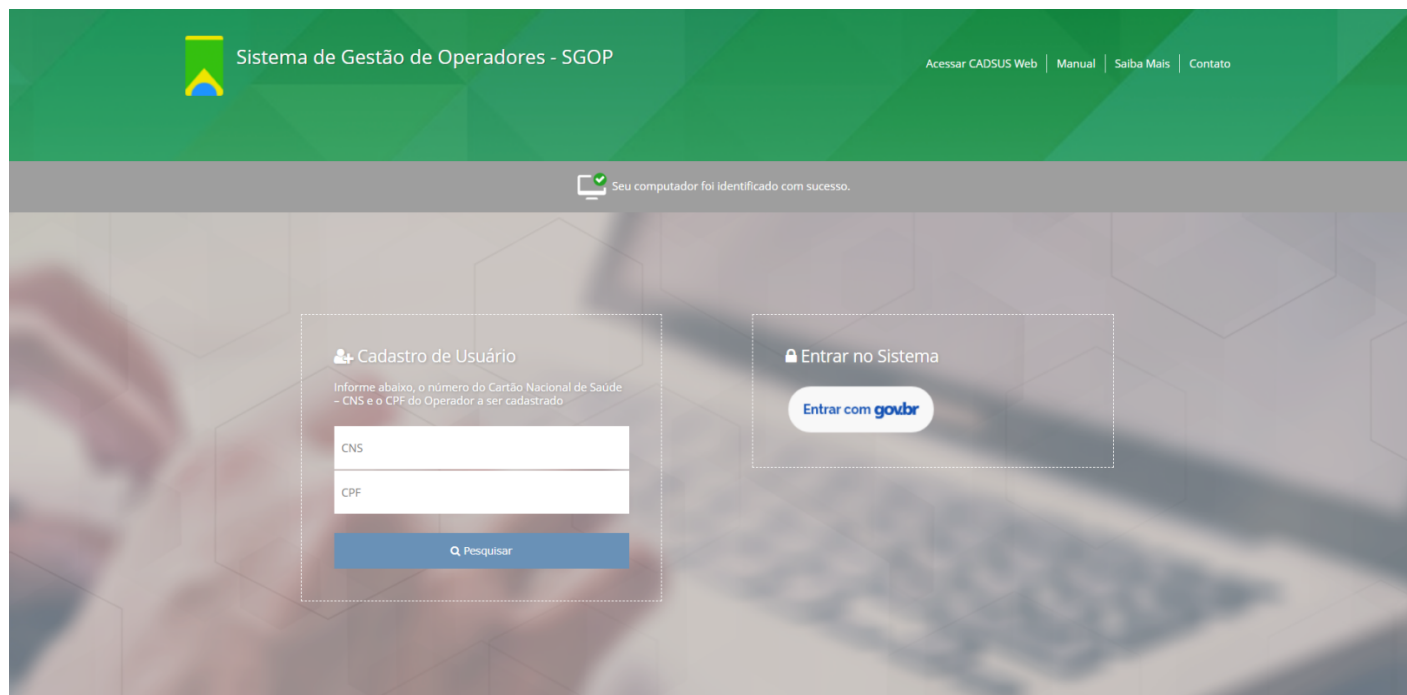 Sistema de Gestão de Operadores - SGOP
Acessar CADSUS Web | Manual | Saiba Mais | Contato
Seu computador foi identificado com sucesso.
Cadastro de Usuário
Informe abaixo, o número do Cartão Nacional de Saúde
– CNS e o CPF do Operador a ser cadastrado
CNS
CPF
Pesquisar
Entrar no Sistema
Entrar com gov.br